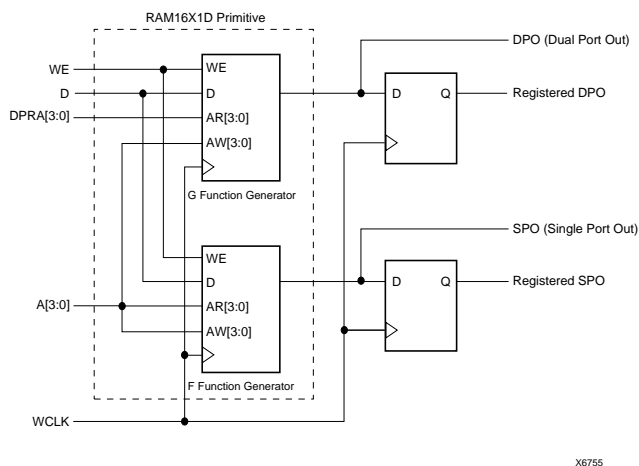 RAM16X1D Primitive
DPO (Dual Port Out)
WE
WE
D
D
D
Q
Registered DPO
DPRA[3:0]
AR[3:0]
AW[3:0]
G Function Generator
SPO (Single Port Out)
WE
D
D
Q
Registered SPO
A[3:0]
AR[3:0]
AW[3:0]
F Function Generator
WCLK
X6755